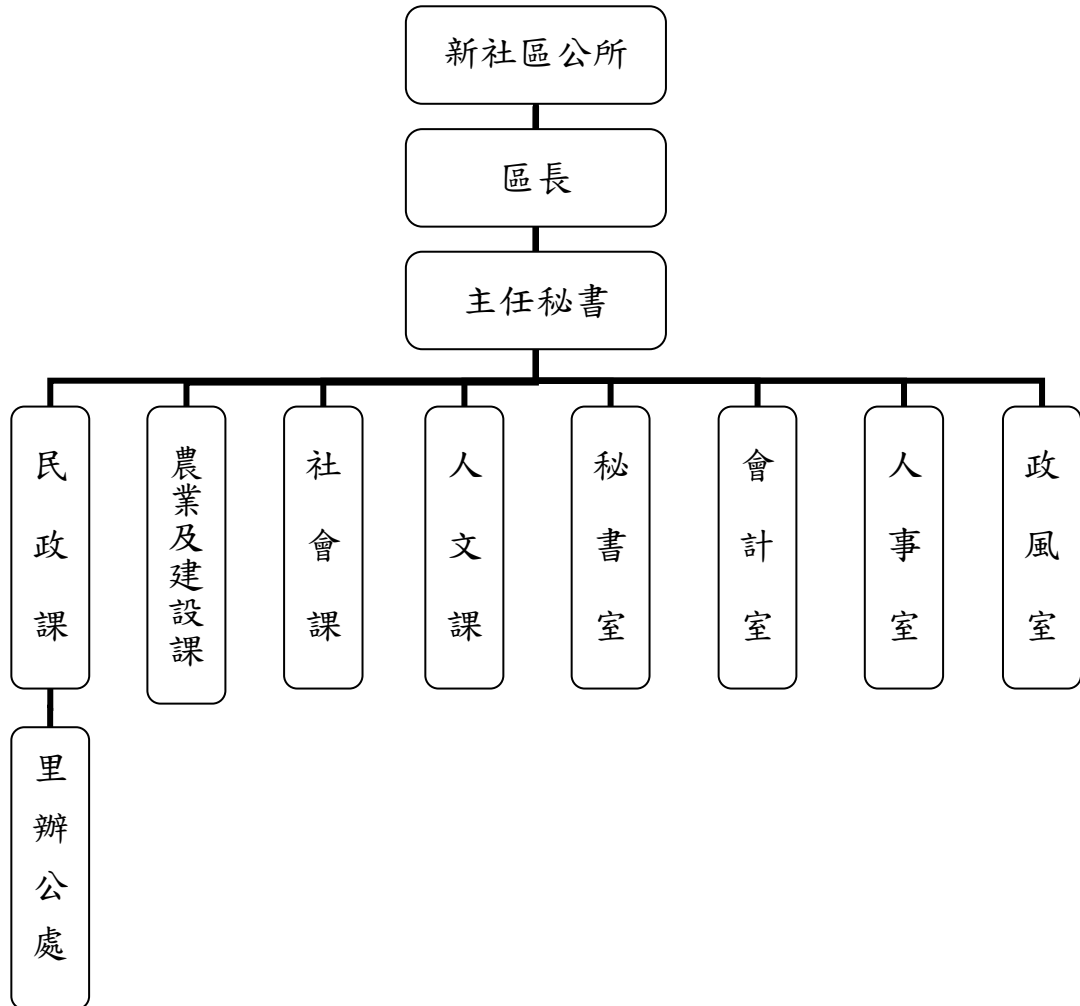 新社區公所
區長
主任秘書
民政課
農業及建設課
社會課
人文課
秘書室
會計室
人事室
政風室
里辦公處